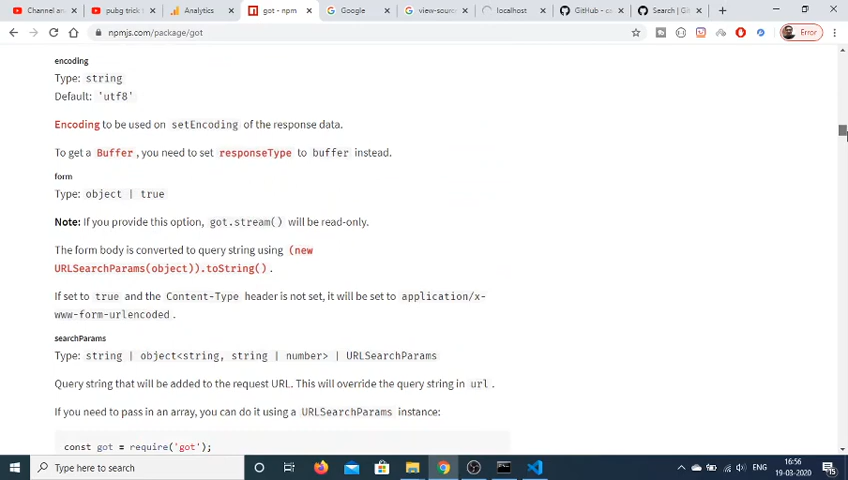 Channel an
pubg trick
Analytics
got - npm
Google
view-source
localhost
GitHub - c
Search | Git
npmjs.com/package/got
Error
encoding
Type: string
Default: 'utf8'
Encoding to be used on setEncoding of the response data.
To get a Buffer, you need to set responseType to buffer instead.
form
Type: object | true
Note: If you provide this option, got.stream() will be read-only.
The form body is converted to query string using (new
URLSearchParams(object)).toString().
If set to true and the Content-Type header is not set, it will be set to application/x-
www-form-urlencoded.
searchParams
Type: string | object<string, string | number> | URLSearchParams
Query string that will be added to the request URL. This will override the query string in url.
If you need to pass in an array, you can do it using a URLSearchParams instance:
const got = require('got');
Type here to search
ENG
16:56
19-03-2020
15